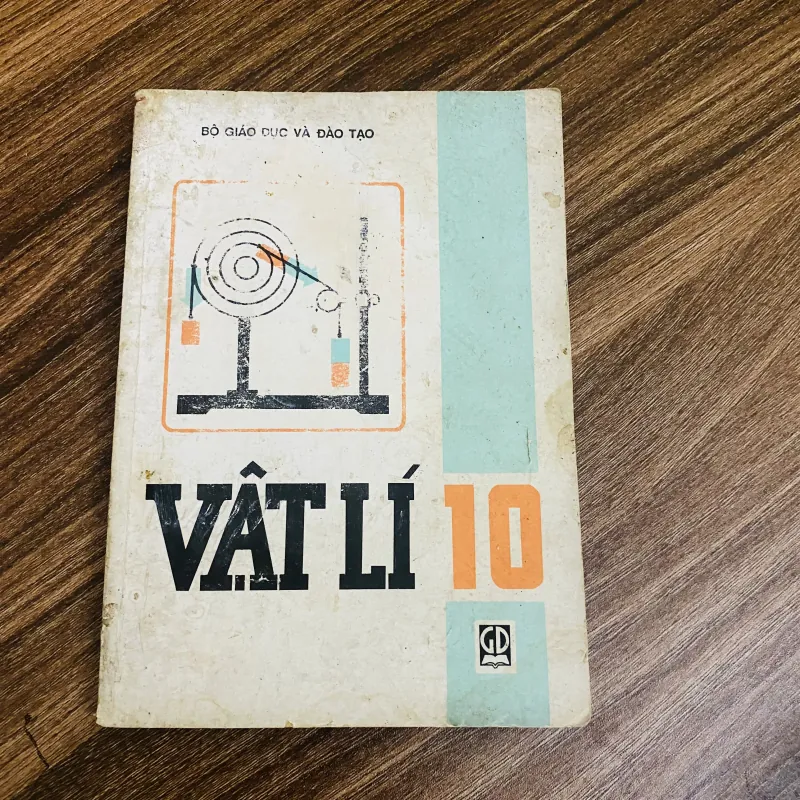 BỘ GIÁO DỤC VÀ ĐÀO TẠO
VẬT LÍ 10
GD